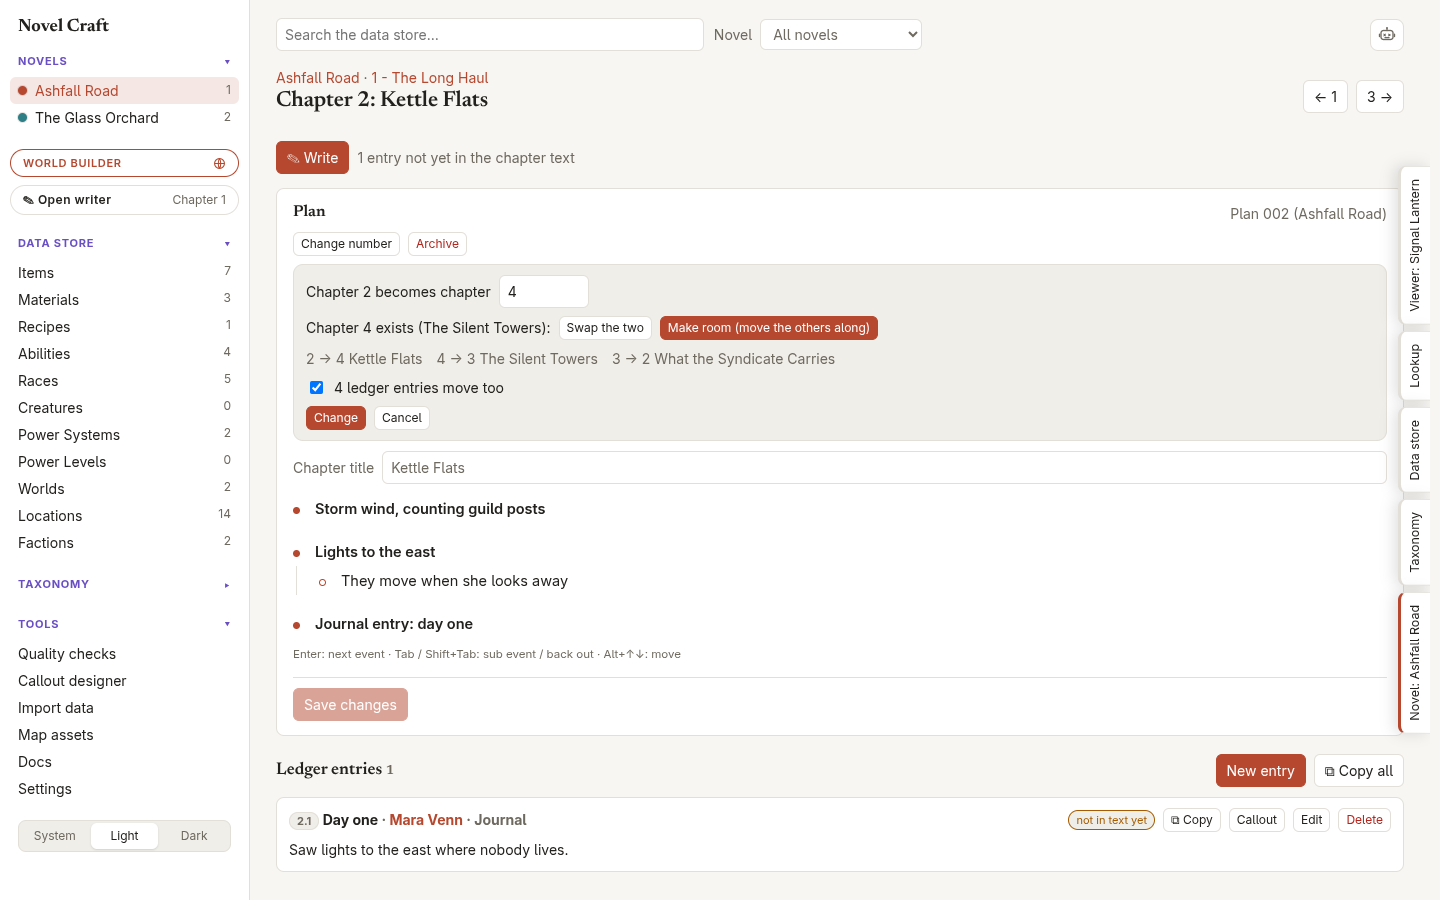 Novel Craft
NOVELS
Ashfall Road 1
The Glass Orchard 2
WORLD BUILDER
✎ Open writer Chapter 1
DATA STORE
Items 7
Materials 3
Recipes 1
Abilities 4
Races 5
Creatures 0
Power Systems 2
Power Levels 0
Worlds 2
Locations 14
Factions 2
TAXONOMY
TOOLS
Quality checks
Callout designer
Import data
Map assets
Docs
Settings
System Light Dark
Search the data store... Novel All novels
Ashfall Road · 1 - The Long Haul
Chapter 2: Kettle Flats
← 1 3 →
✎ Write 1 entry not yet in the chapter text
Plan Plan 002 (Ashfall Road)
Change number Archive
Chapter 2 becomes chapter 4
Chapter 4 exists (The Silent Towers): Swap the two Make room (move the others along)
2 → 4 Kettle Flats 4 → 3 The Silent Towers 3 → 2 What the Syndicate Carries
4 ledger entries move too
Change Cancel
Chapter title Kettle Flats
Storm wind, counting guild posts
Lights to the east
They move when she looks away
Journal entry: day one
Enter: next event · Tab / Shift+Tab: sub event / back out · Alt+↑↓: move
Save changes
Ledger entries 1 New entry ⧉ Copy all
2.1 Day one · Mara Venn · Journal not in text yet ⧉ Copy Callout Edit Delete
Saw lights to the east where nobody lives.
Viewer: Signal Lantern
Lookup
Data store
Taxonomy
Novel: Ashfall Road